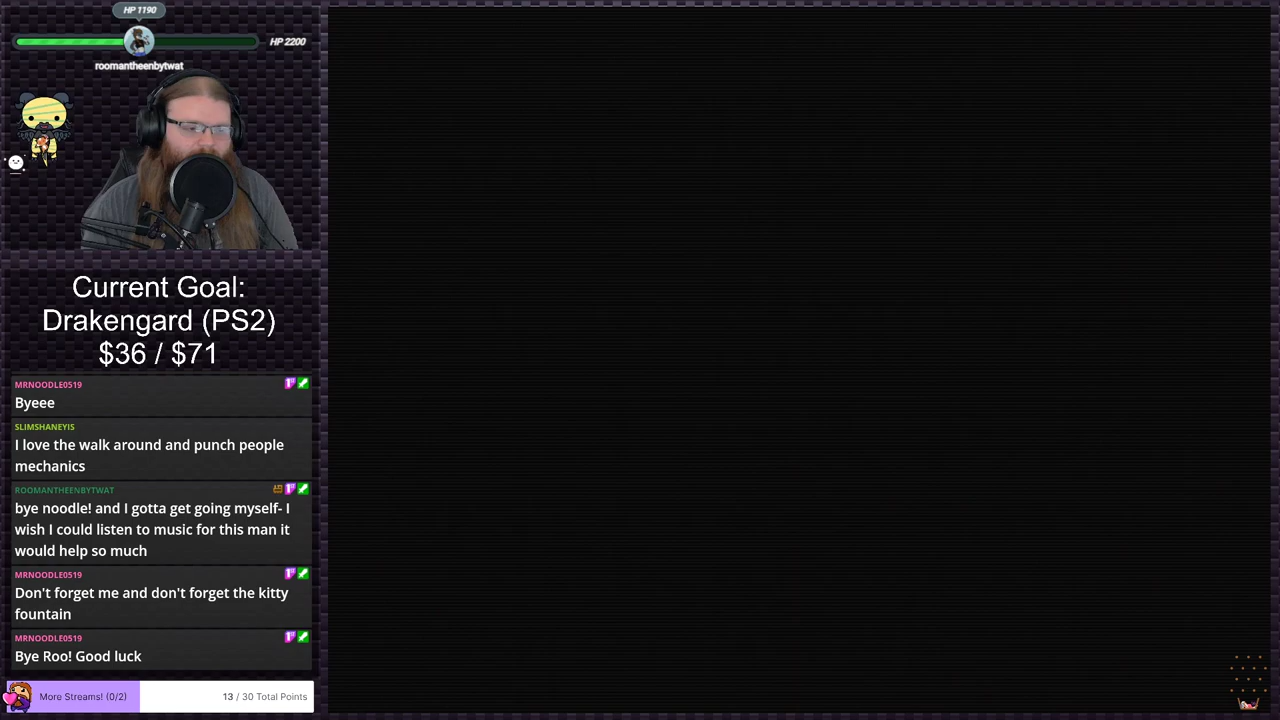 HP 1190
HP 2200
roomantheenbytwat
Current Goal:
Drakengard (PS2)
$36 / $71
MRNOODLE0519
Byeee
SLIMSHANEYIS
I love the walk around and punch people
mechanics
ROOMANTHEENBYTWAT
bye noodle! and I gotta get going myself- I
wish I could listen to music for this man it
would help so much
MRNOODLE0519
Don't forget me and don't forget the kitty
fountain
MRNOODLE0519
Bye Roo! Good luck
More Streams! (0/2)
13 / 30 Total Points